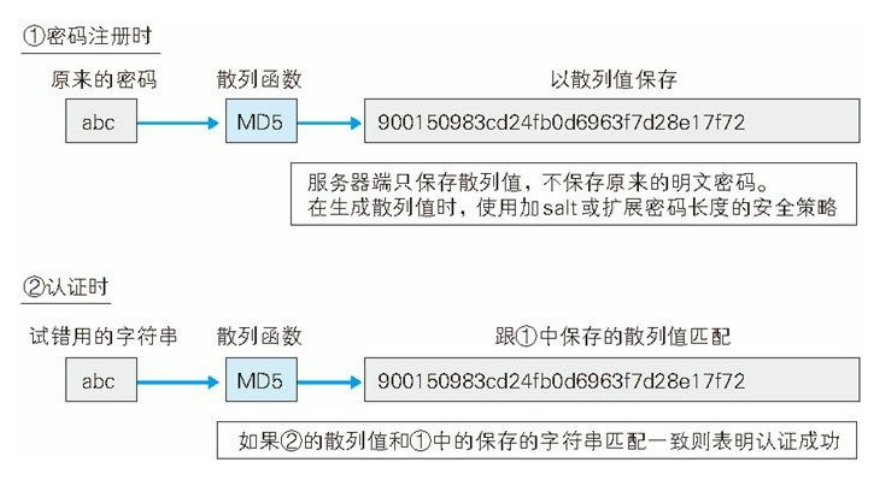 ①密码注册时
原来的密码 散列函数 以散列值保存
abc MD5 900150983cd24fb0d6963f7d28e17f72
服务器端只保存散列值，不保存原来的明文密码。
在生成散列值时，使用加salt或扩展密码长度的安全策略
②认证时
试错用的字符串 散列函数 跟①中保存的散列值匹配
abc MD5 900150983cd24fb0d6963f7d28e17f72
如果②的散列值和①中的保存的字符串匹配一致则表明认证成功